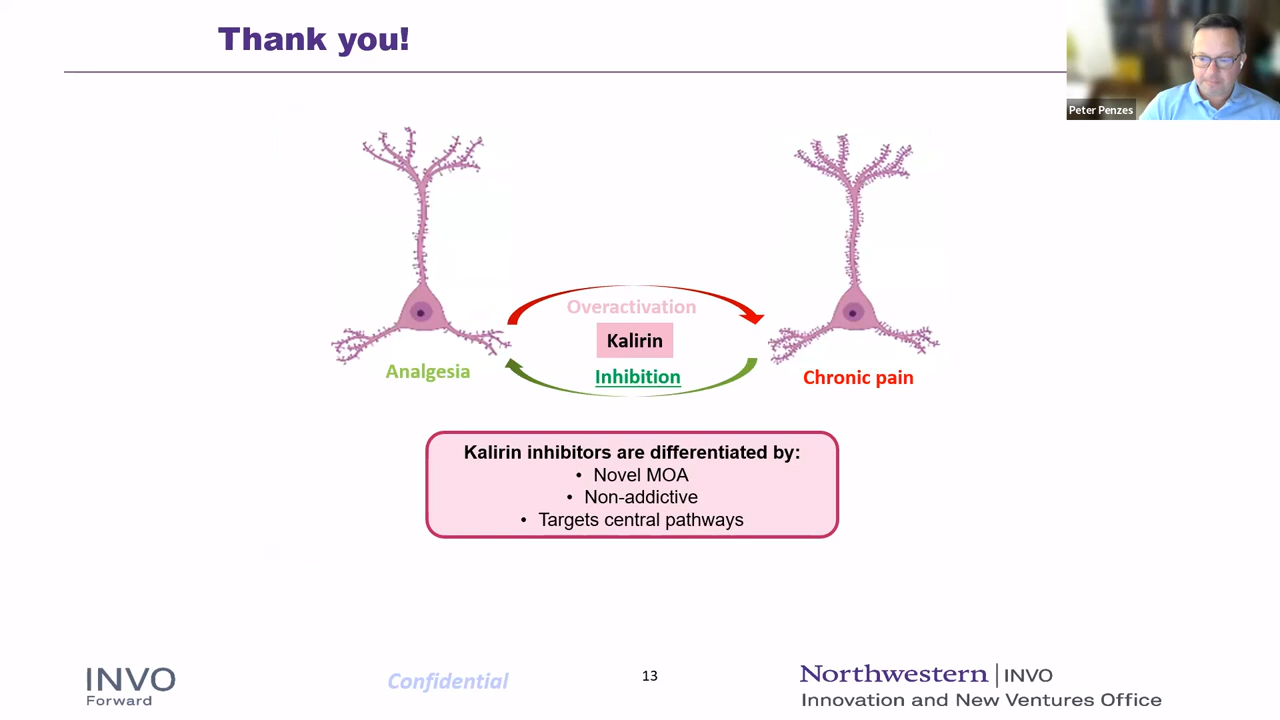 Thank you!
Peter Penzes
Overactivation
Kalirin
Inhibition
Analgesia
Chronic pain
Kalirin inhibitors are differentiated by:
• Novel MOA
• Non-addictive
• Targets central pathways
INVO
Forward
Confidential
13
Northwestern | INVO
Innovation and New Ventures Office